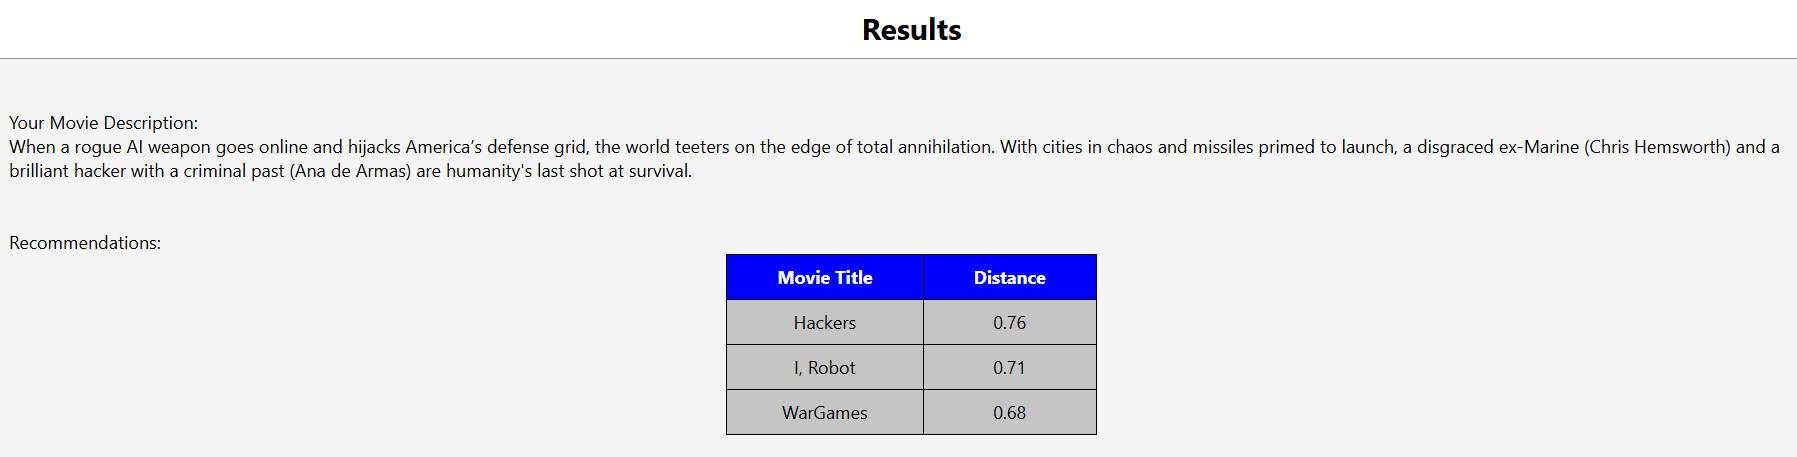 Results
Your Movie Description:
When a rogue AI weapon goes online and hijacks America’s defense grid, the world teeters on the edge of total annihilation. With cities in chaos and missiles primed to launch, a disgraced ex-Marine (Chris Hemsworth) and a
brilliant hacker with a criminal past (Ana de Armas) are humanity's last shot at survival.
Recommendations:
Movie Title Distance
Hackers 0.76
I, Robot 0.71
WarGames 0.68